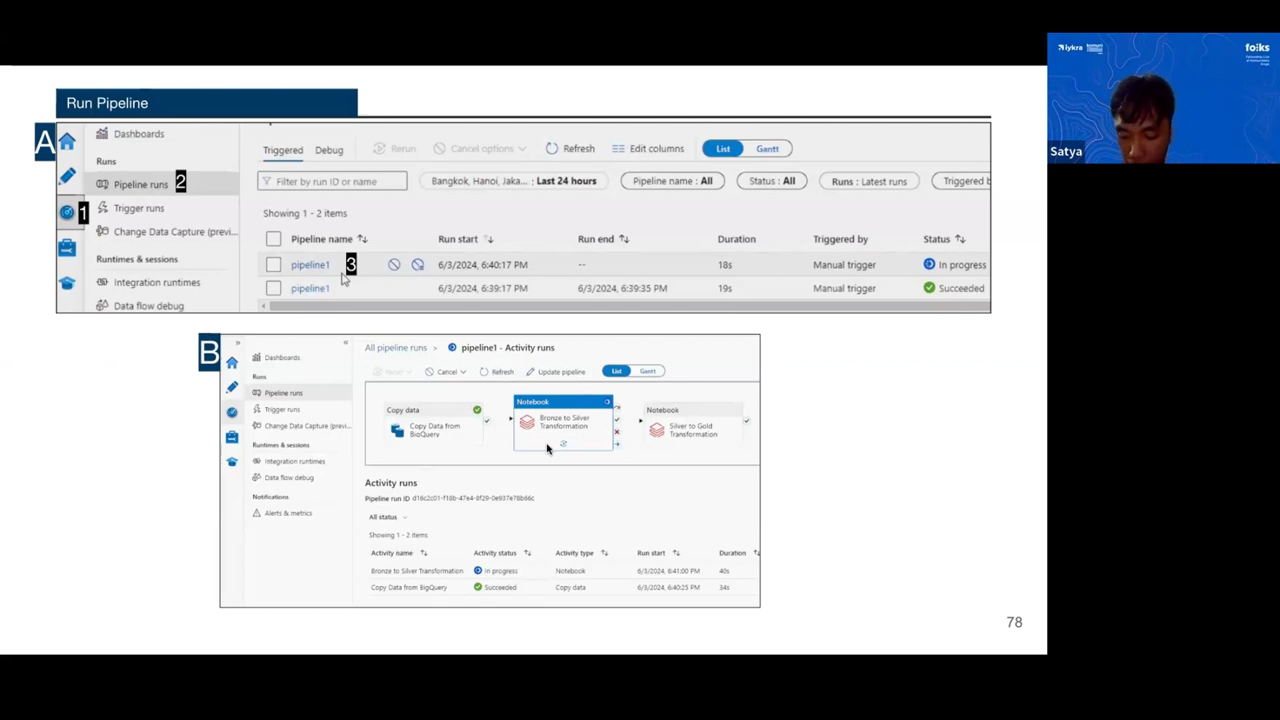 Run Pipeline
A
Dashboards
Runs
Pipeline runs 2
1
Trigger runs
Change Data Capture (previ...
Runtimes & sessions
Integration runtimes
Data flow debug
Triggered Debug Rerun Cancel options Refresh Edit columns List Gantt
Filter by run ID or name Bangkok, Hanoi, Jaka... : Last 24 hours Pipeline name : All Status : All Runs : Latest runs Triggered b
Showing 1 - 2 items
Pipeline name Run start Run end Duration Triggered by Status
pipeline1 3 6/3/2024, 6:40:17 PM -- 18s Manual trigger In progress
pipeline1 6/3/2024, 6:39:17 PM 6/3/2024, 6:39:35 PM 19s Manual trigger Succeeded
B
Dashboards
Runs
Pipeline runs
Trigger runs
Change Data Capture (previ...
Runtimes & sessions
Integration runtimes
Data flow debug
Notifications
Alerts & metrics
All pipeline runs > pipeline1 - Activity runs
Rerun Cancel Refresh Update pipeline List Gantt
Copy data
Copy Data from
BigQuery
Notebook
Bronze to Silver
Transformation
Notebook
Silver to Gold
Transformation
Activity runs
Pipeline run ID
All status
Showing 1 - 2 items
Activity name Activity status Activity type Run start Duration
Bronze to Silver Transformation In progress Notebook 6/3/2024, 6:41:00 PM 40s
Copy Data from BigQuery Succeeded Copy data 6/3/2024, 6:40:25 PM 34s
78
iykra
fo:ks
Satya